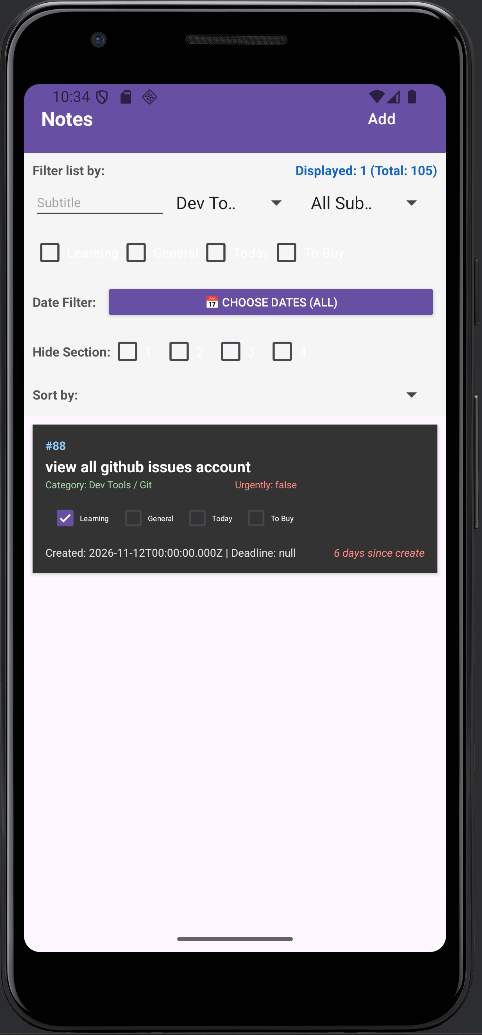 10:34
Notes Add
Filter list by: Displayed: 1 (Total: 105)
Subtitle Dev To.. All Sub..
Learning General Today To Buy
Date Filter: 📅 CHOOSE DATES (ALL)
Hide Section: 1 2 3 4
Sort by:
#88
view all github issues account
Category: Dev Tools / Git Urgently: false
Learning General Today To Buy
Created: 2026-11-12T00:00:00.000Z | Deadline: null 6 days since create